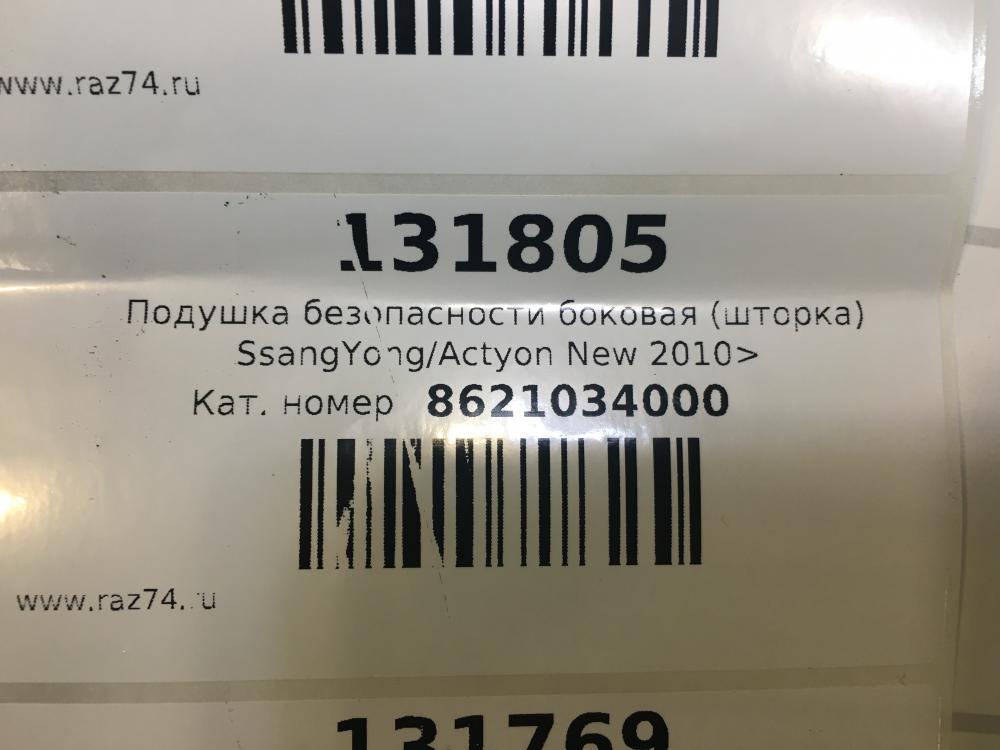 www.raz74.ru
131805
Подушка безопасности боковая (шторка)
SsangYong/Actyon New 2010>
Кат. номер 8621034000
www.raz74.ru
131769